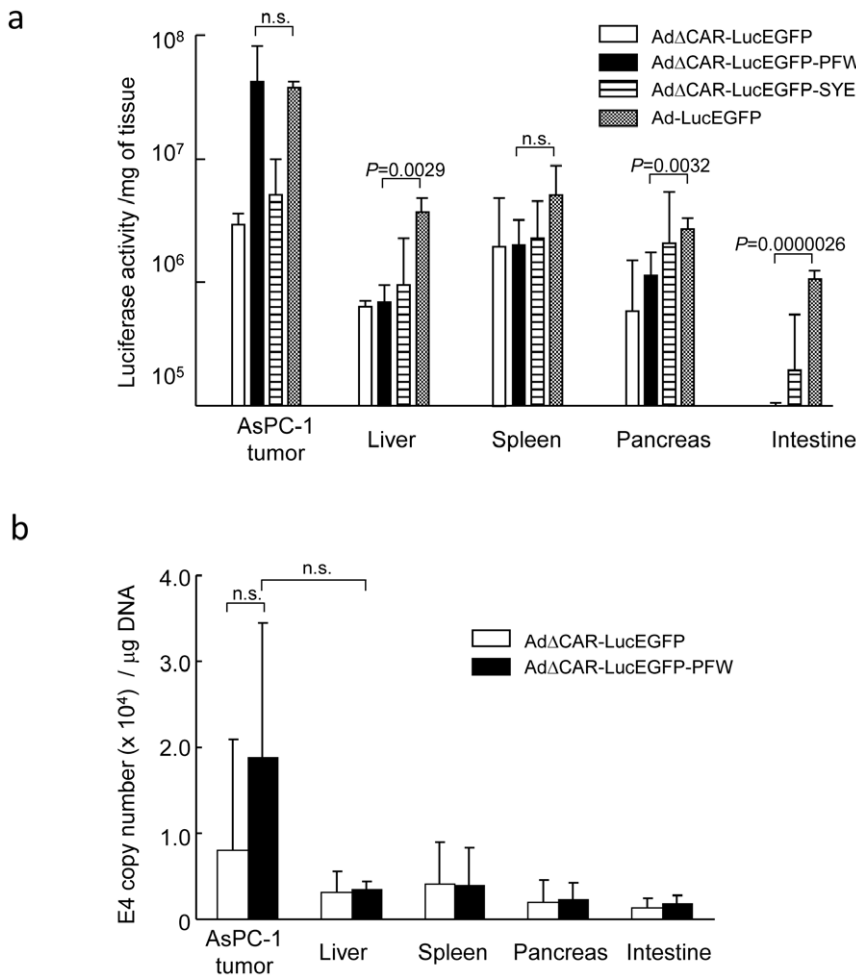 a
n.s.
10⁸
AdΔCAR-LucEGFP
AdΔCAR-LucEGFP-PFW
AdΔCAR-LucEGFP-SYE
Ad-LucEGFP
Luciferase activity /mg of tissue
10⁷
P=0.0029
n.s.
P=0.0032
P=0.0000026
10⁶
10⁵
AsPC-1
tumor
Liver
Spleen
Pancreas
Intestine
b
E4 copy number (x 10⁴) / μg DNA
4.0
n.s.
n.s.
AdΔCAR-LucEGFP
AdΔCAR-LucEGFP-PFW
3.0
2.0
1.0
0
AsPC-1
tumor
Liver
Spleen
Pancreas
Intestine